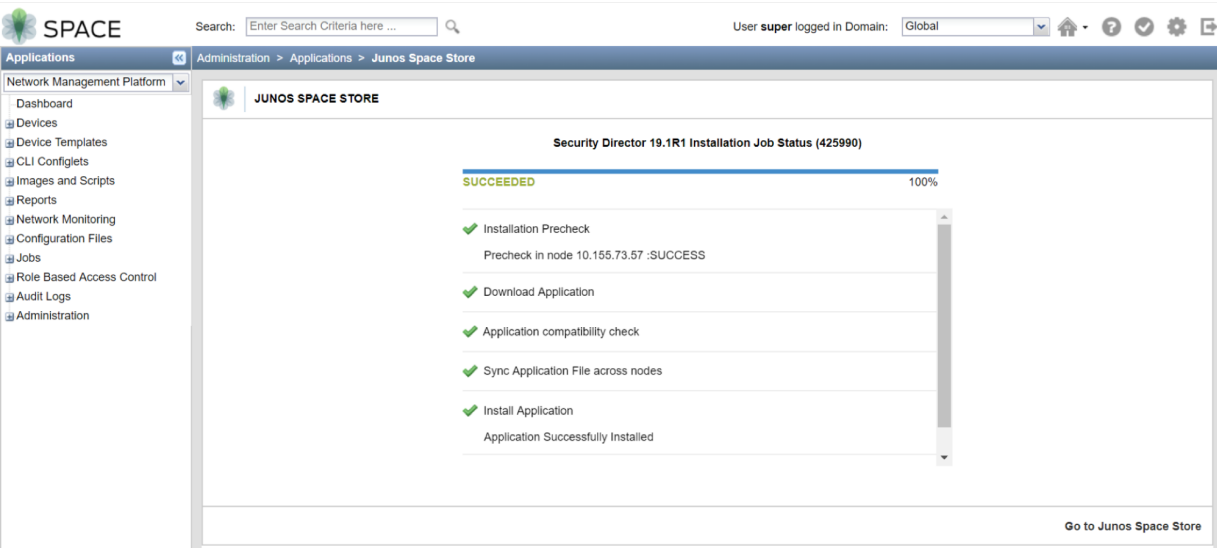 SPACE
Search: Enter Search Criteria here ...
User super logged in Domain: Global
Applications
Administration > Applications > Junos Space Store
Network Management Platform
Dashboard
Devices
Device Templates
CLI Configlets
Images and Scripts
Reports
Network Monitoring
Configuration Files
Jobs
Role Based Access Control
Audit Logs
Administration
JUNOS SPACE STORE
Security Director 19.1R1 Installation Job Status (425990)
SUCCEEDED 100%
Installation Precheck
Precheck in node 10.155.73.57 :SUCCESS
Download Application
Application compatibility check
Sync Application File across nodes
Install Application
Application Successfully Installed
Go to Junos Space Store